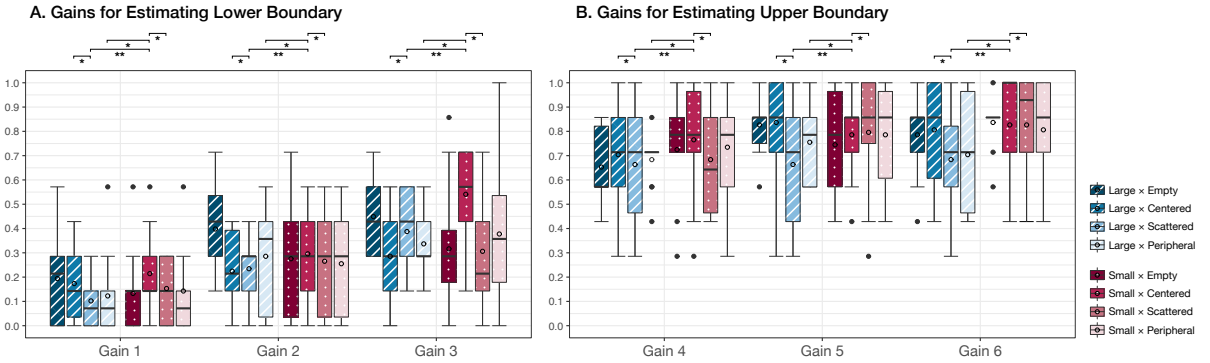 A. Gains for Estimating Lower Boundary
B. Gains for Estimating Upper Boundary
*
*
**
*
*
*
**
*
*
*
**
*
*
*
**
*
*
*
**
*
*
*
**
*
1.0
0.9
0.8
0.7
0.6
0.5
0.4
0.3
0.2
0.1
0.0
Gain 1
Gain 2
Gain 3
1.0
0.9
0.8
0.7
0.6
0.5
0.4
0.3
0.2
0.1
0.0
Gain 4
Gain 5
Gain 6
Large × Empty
Large × Centered
Large × Scattered
Large × Peripheral
Small × Empty
Small × Centered
Small × Scattered
Small × Peripheral